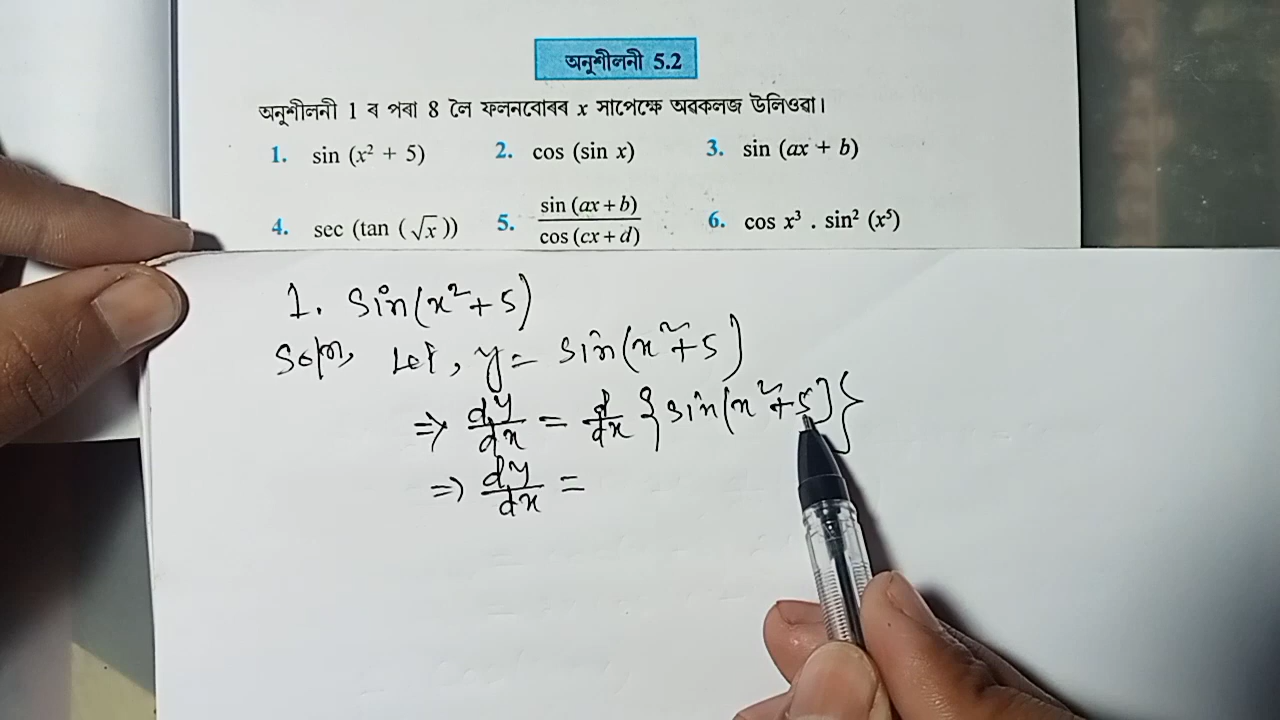 অনুশীলনী 5.2
অনুশীলনী 1 ৰ পৰা 8 লৈ ফলনবোৰৰ x সাপেক্ষে অৱকলজ উলিওৱা।
1. sin (x² + 5) 2. cos (sin x) 3. sin (ax + b)
4. sec (tan (√x)) 5. sin (ax + b) / cos (cx + d) 6. cos x³ . sin² (x⁵)
1. sin(x² + 5)
Soln, Let, y = sin(x² + 5)
⇒ dy/dx = d/dx {sin(x² + 5)}
⇒ dy/dx =